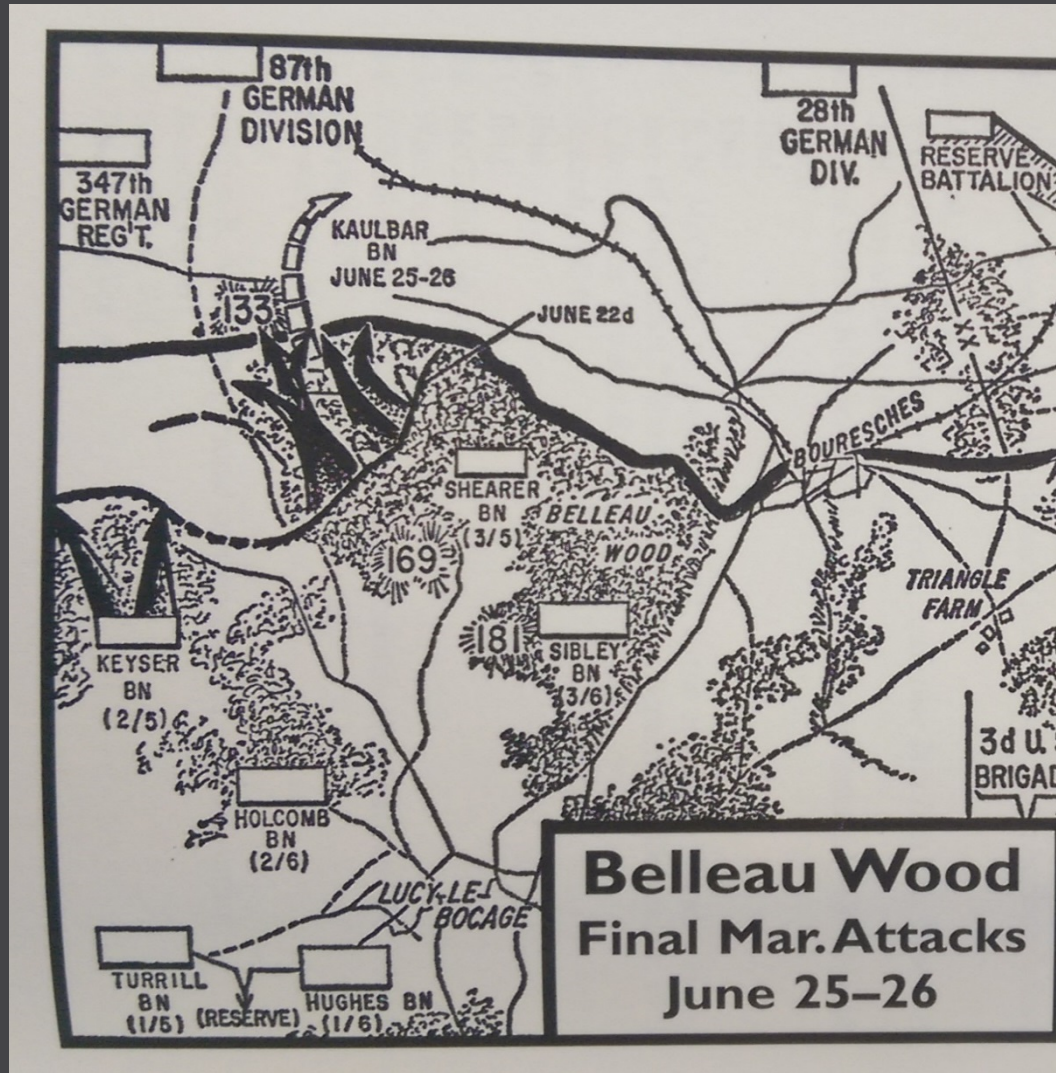 87th
GERMAN
DIVISION
28th
GERMAN
DIV.
RESERVE
BATTALION
347th
GERMAN
REG'T.
KAULBAR
BN
JUNE 25-26
133
JUNE 22d
BOURESCHES
SHEARER
BN
(3/5)
BELLEAU
WOOD
169
TRIANGLE
FARM
181
SIBLEY
BN
(3/6)
KEYSER
BN
(2/5)
3d U.S
BRIGAD
HOLCOMB
BN
(2/6)
LUCY-LE-
BOCAGE
TURRILL
BN
(1/5)
(RESERVE)
HUGHES BN
(1/6)
Belleau Wood
Final Mar. Attacks
June 25–26